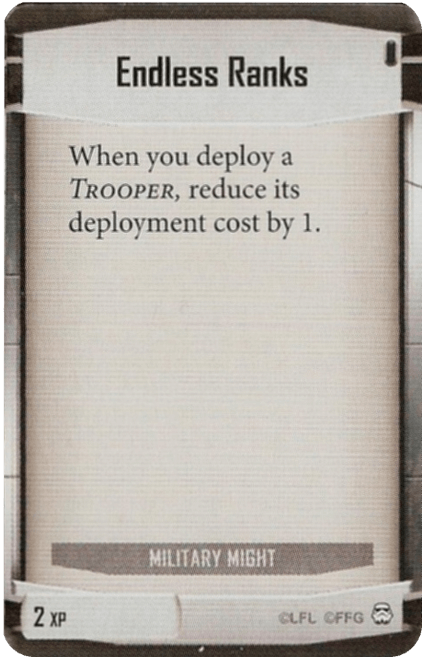 Endless Ranks
When you deploy a
TROOPER, reduce its
deployment cost by 1.
MILITARY MIGHT
2 XP
©LFL ©FFG